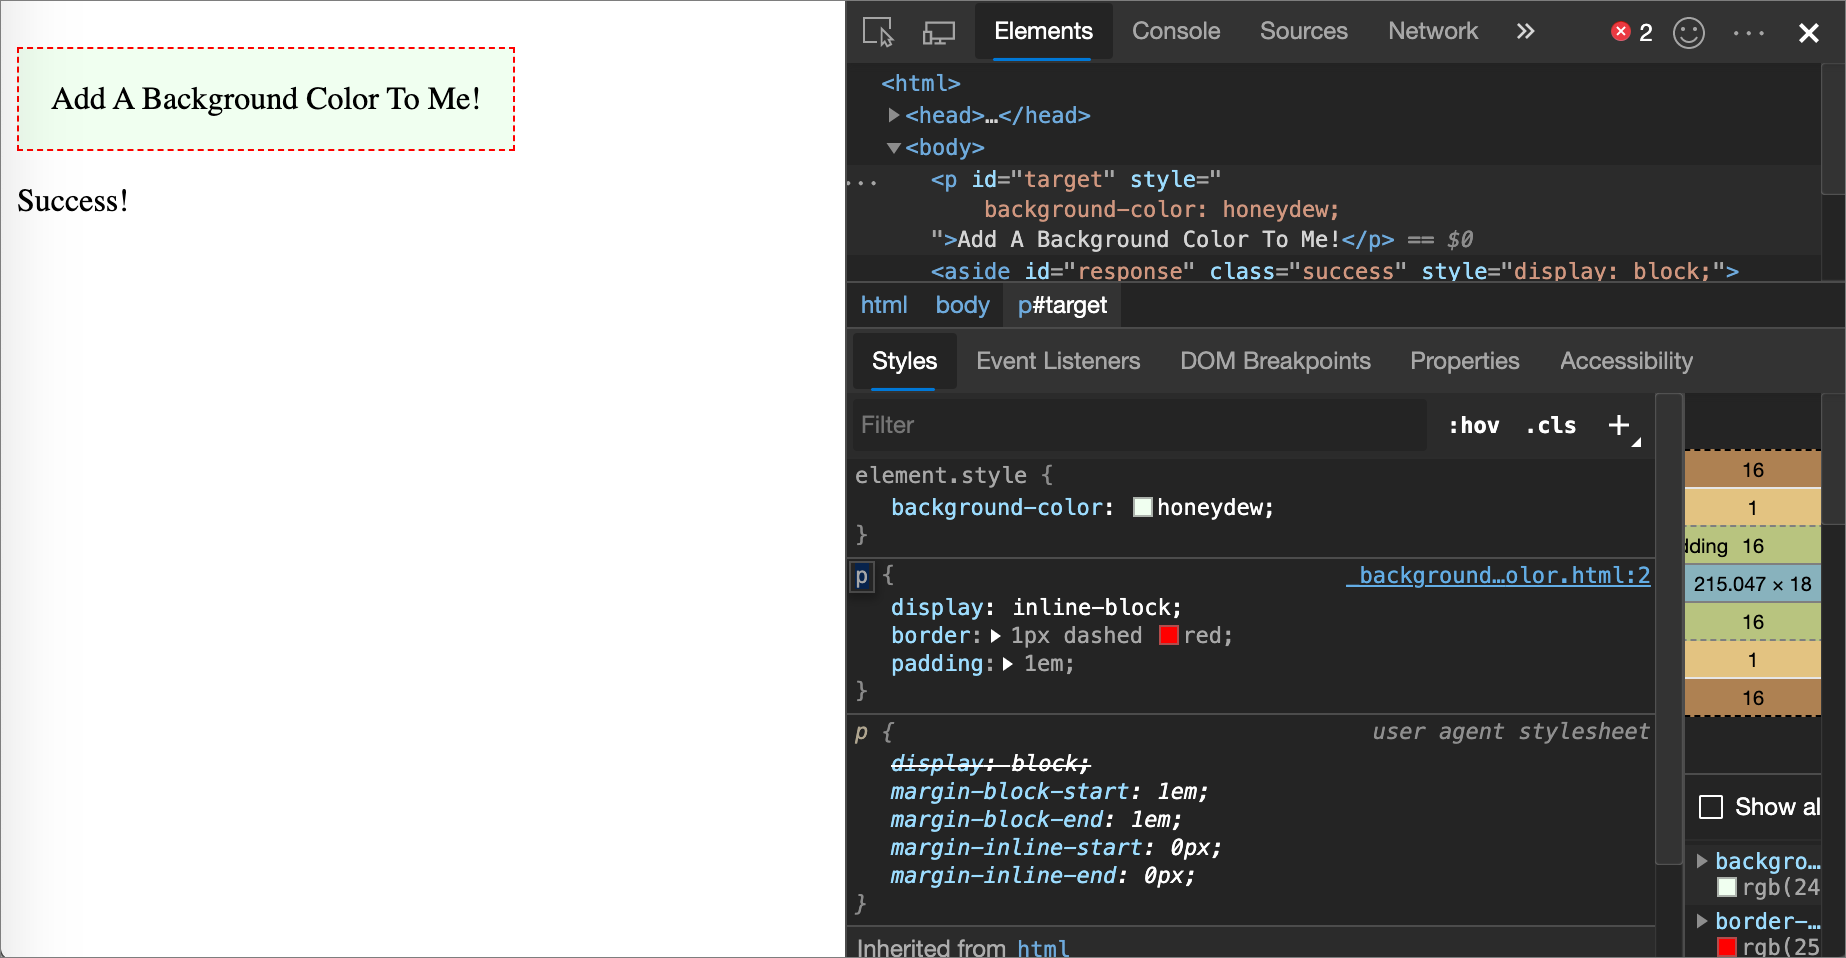 Add A Background Color To Me!
Success!
Elements Console Sources Network » 2
<html>
<head>…</head>
<body>
<p id="target" style="
background-color: honeydew;
">Add A Background Color To Me!</p> == $0
<aside id="response" class="success" style="display: block;">
html body p#target
Styles Event Listeners DOM Breakpoints Properties Accessibility
Filter :hov .cls +
element.style {
background-color: honeydew;
}
p { _background…olor.html:2
display: inline-block;
border: 1px dashed red;
padding: 1em;
}
p { user agent stylesheet
display: block;
margin-block-start: 1em;
margin-block-end: 1em;
margin-inline-start: 0px;
margin-inline-end: 0px;
}
Inherited from html
16
1
dding 16
215.047 × 18
16
1
16
Show al
backgro…
rgb(24
border-…
rgb(25